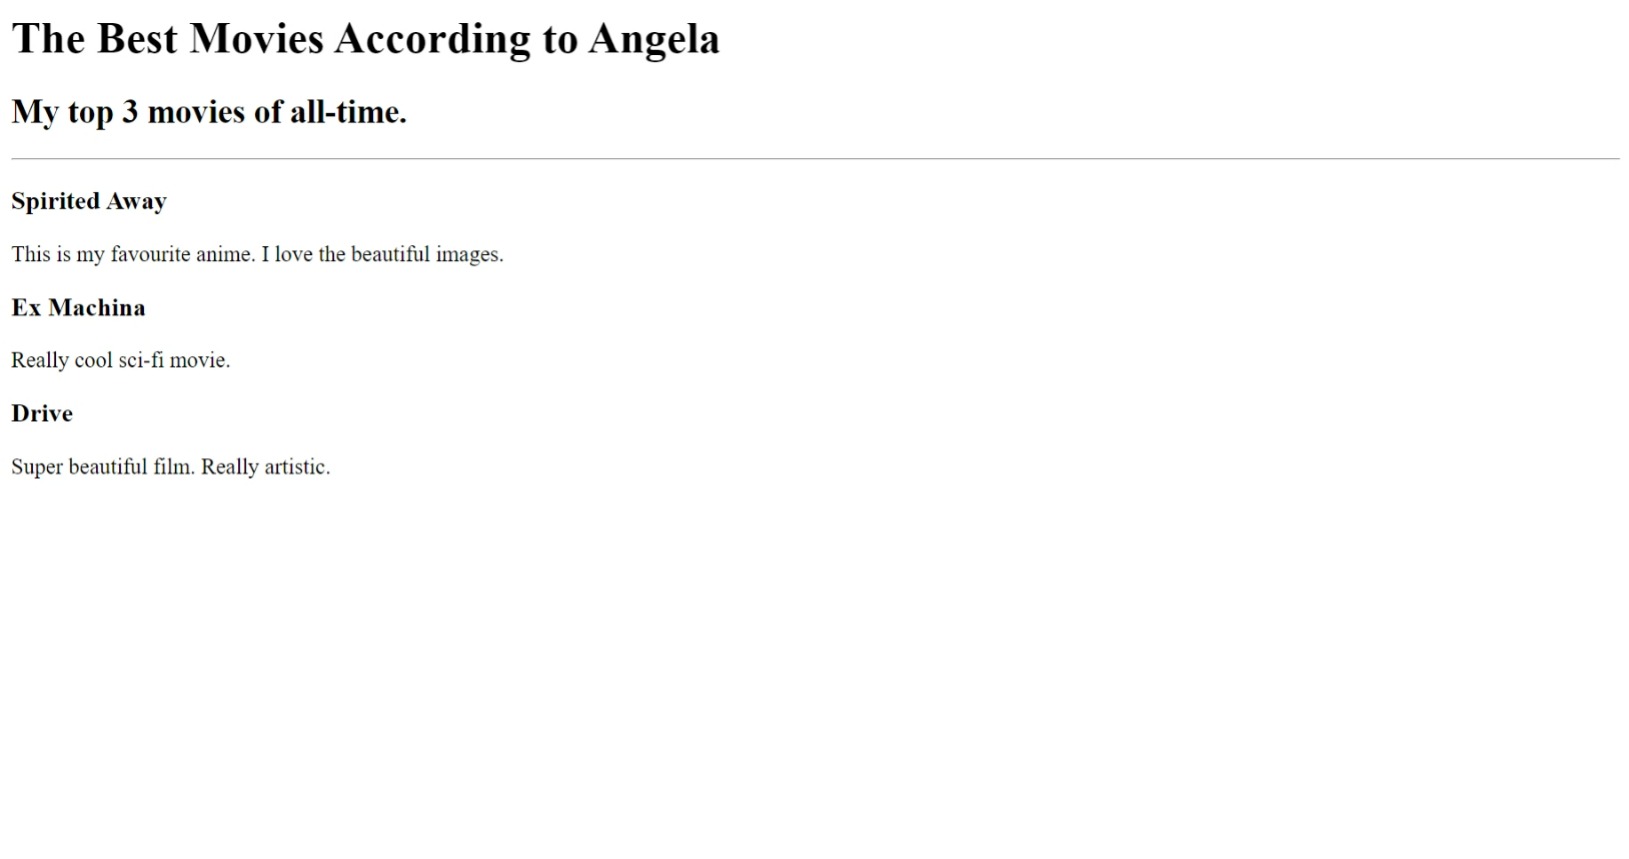 The Best Movies According to Angela
My top 3 movies of all-time.
Spirited Away
This is my favourite anime. I love the beautiful images.
Ex Machina
Really cool sci-fi movie.
Drive
Super beautiful film. Really artistic.